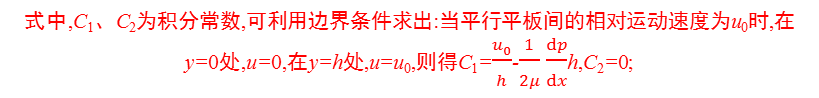 式中,C₁、C₂为积分常数,可利用边界条件求出:当平行平板间的相对运动速度为u₀时,在
y=0处,u=0,在y=h处,u=u₀,则得C₁=u₀/h-1/2μ dp/dx h,C₂=0;